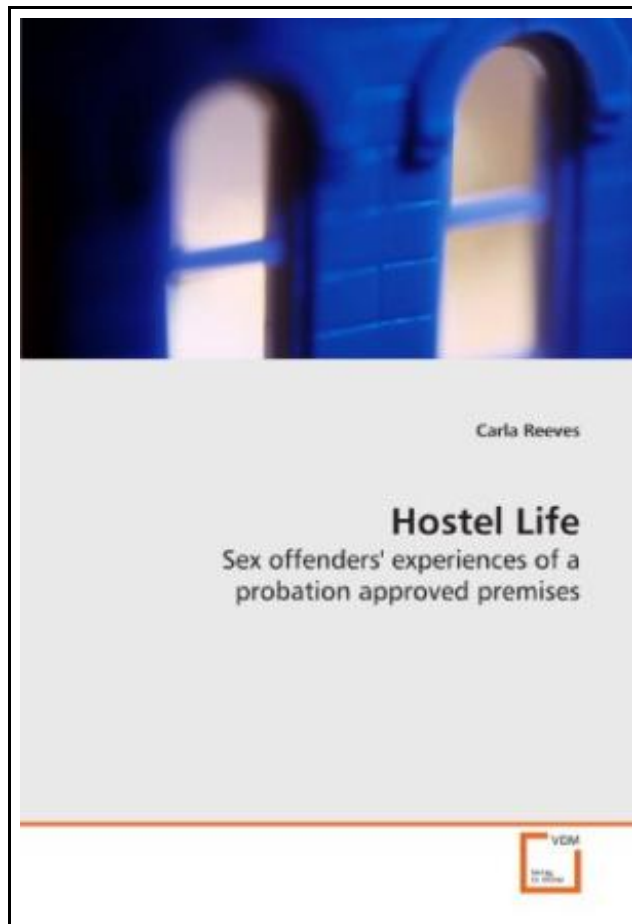 Carla Reeves
Hostel Life
Sex offenders' experiences of a
probation approved premises
VDM